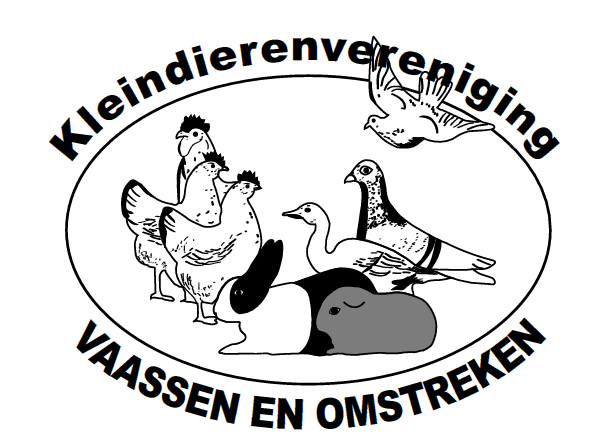 Kleindierenvereniging
VAASSEN EN OMSTREKEN